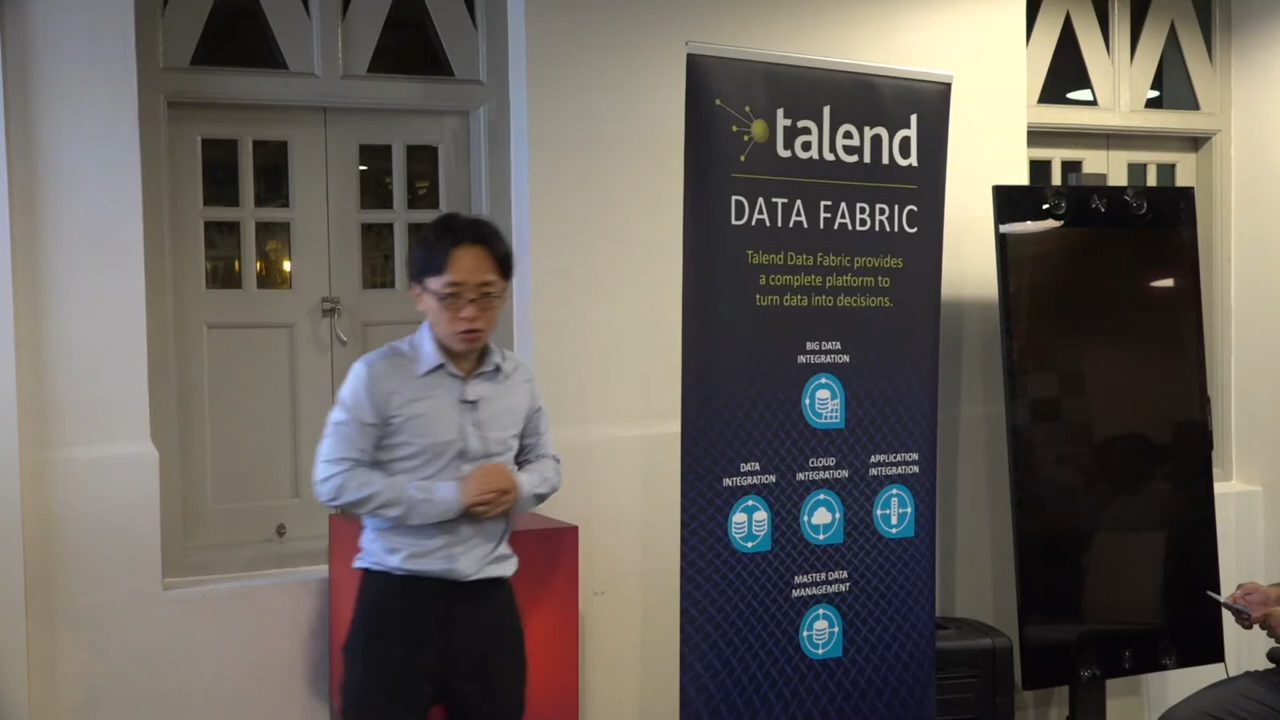 talend
DATA FABRIC
Talend Data Fabric provides
a complete platform to
turn data into decisions.
BIG DATA
INTEGRATION
DATA
INTEGRATION
CLOUD
INTEGRATION
APPLICATION
INTEGRATION
MASTER DATA
MANAGEMENT